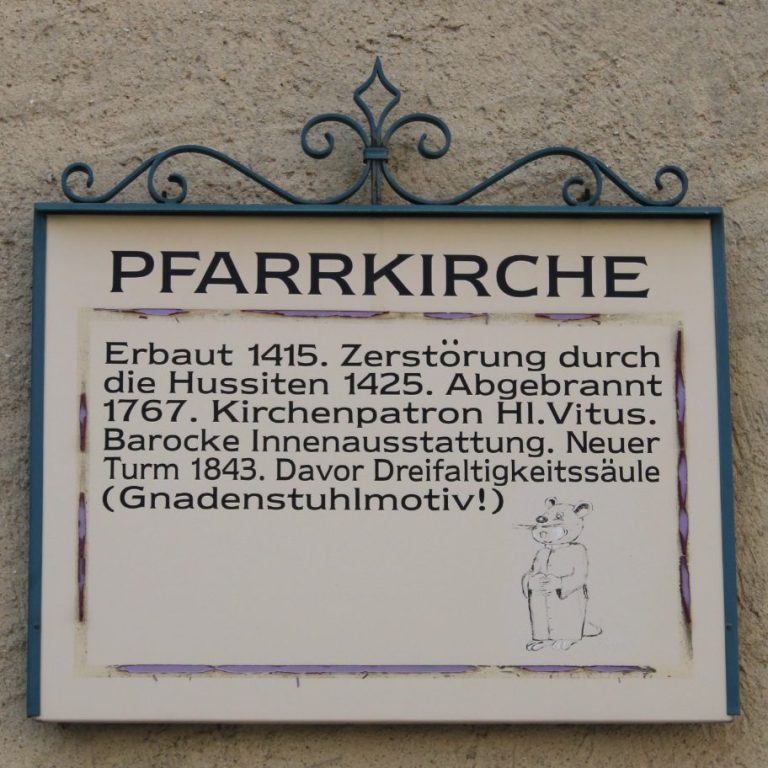 PFARRKIRCHE
Erbaut 1415. Zerstörung durch
die Hussiten 1425. Abgebrannt
1767. Kirchenpatron Hl.Vitus.
Barocke Innenausstattung. Neuer
Turm 1843. Davor Dreifaltigkeitssäule
(Gnadenstuhlmotiv!)